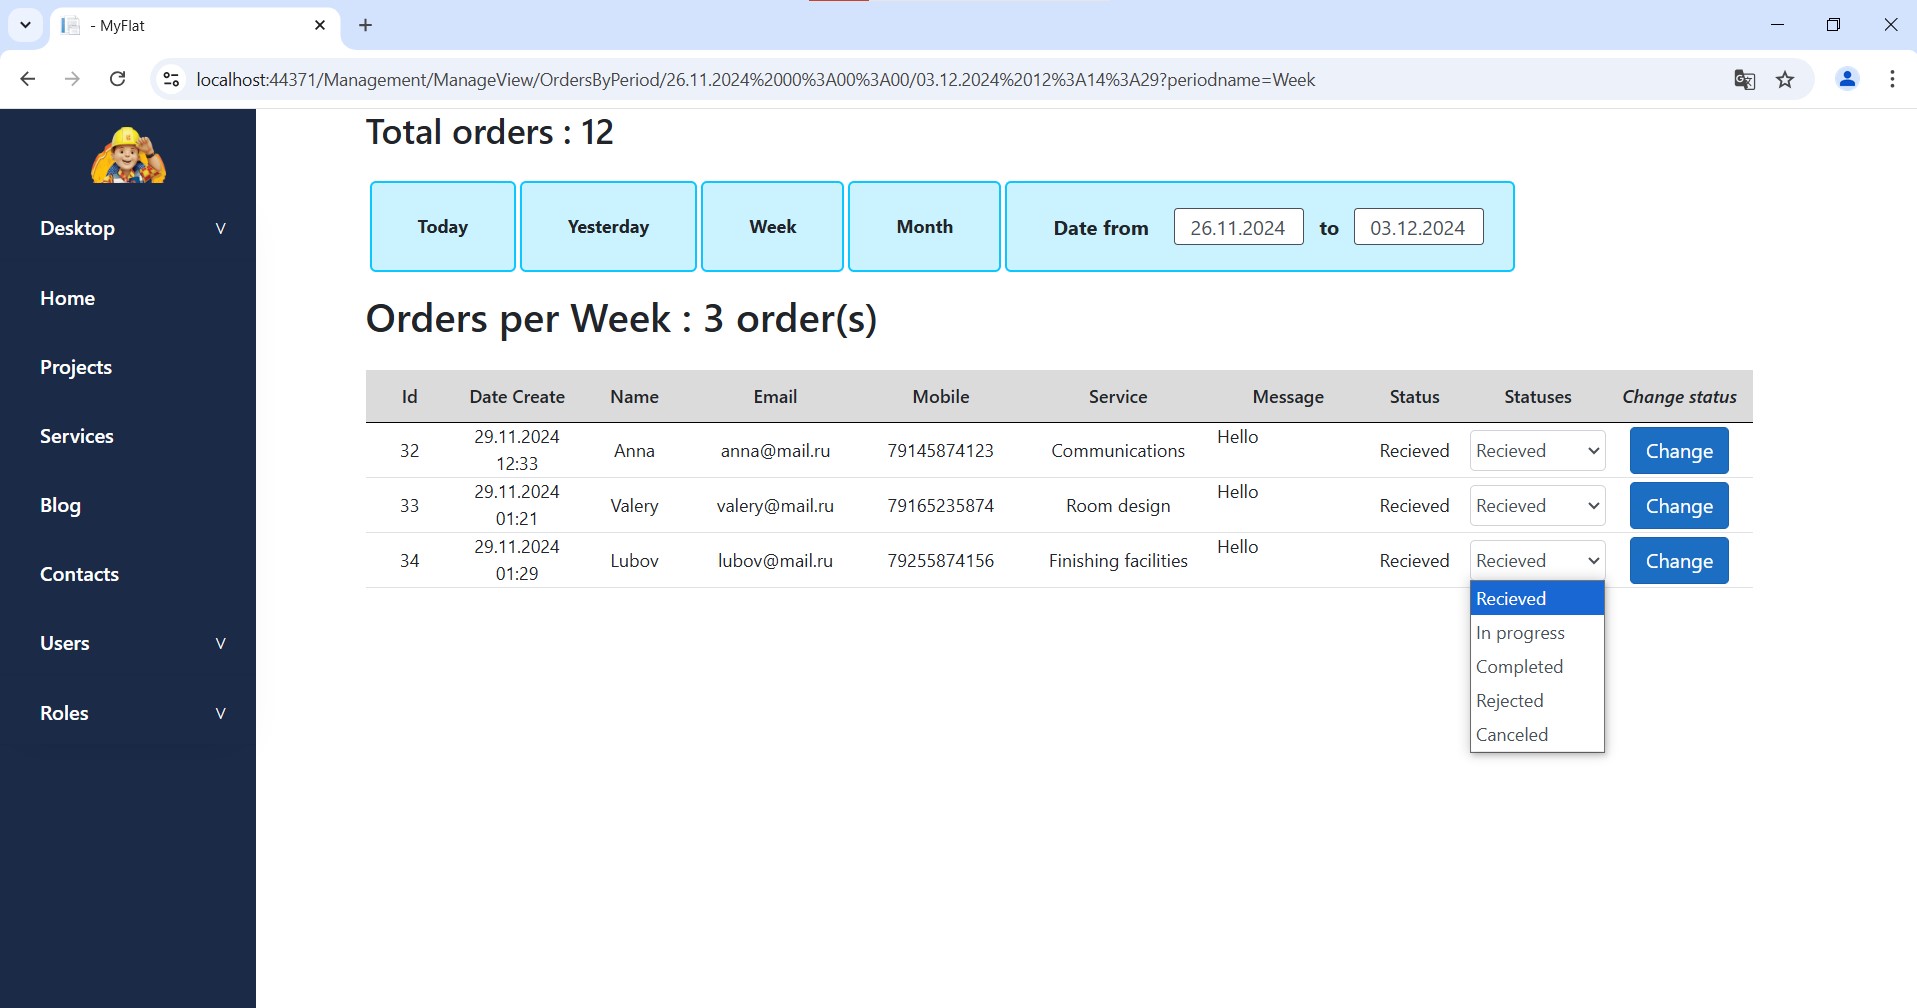 - MyFlat
localhost:44371/Management/ManageView/OrdersByPeriod/26.11.2024%2000%3A00%3A00/03.12.2024%2012%3A14%3A29?periodname=Week
Desktop V
Home
Projects
Services
Blog
Contacts
Users V
Roles V
Total orders : 12
Today Yesterday Week Month Date from 26.11.2024 to 03.12.2024
Orders per Week : 3 order(s)
Id Date Create Name Email Mobile Service Message Status Statuses Change status
32 29.11.2024 12:33 Anna anna@mail.ru 79145874123 Communications Hello Recieved Recieved Change
33 29.11.2024 01:21 Valery valery@mail.ru 79165235874 Room design Hello Recieved Recieved Change
34 29.11.2024 01:29 Lubov lubov@mail.ru 79255874156 Finishing facilities Hello Recieved Recieved Change
Recieved
In progress
Completed
Rejected
Canceled